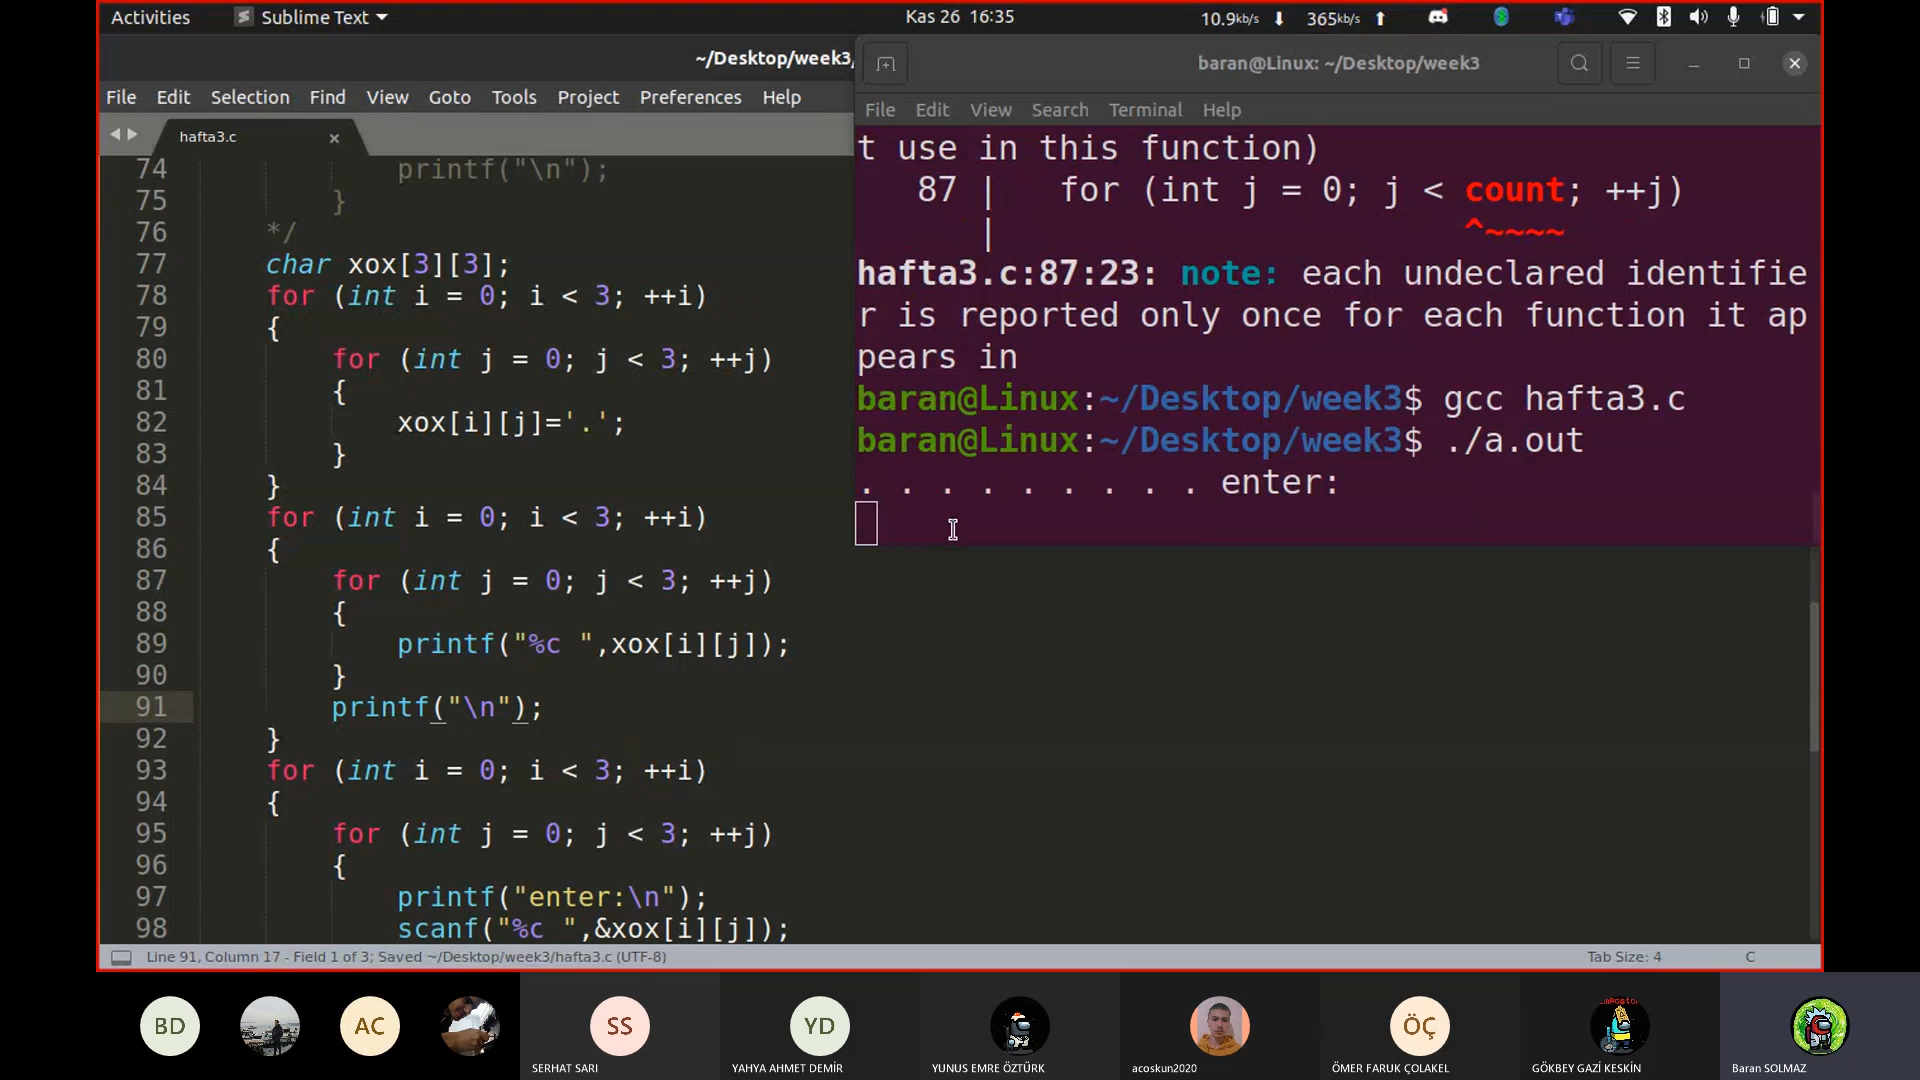 Activities
Sublime Text
Kas 26 16:35
10.9kb/s
365kb/s
~/Desktop/week3/
File Edit Selection Find View Goto Tools Project Preferences Help
hafta3.c ×
74 printf("\n");
75 }
76 */
77 char xox[3][3];
78 for (int i = 0; i < 3; ++i)
79 {
80 for (int j = 0; j < 3; ++j)
81 {
82 xox[i][j]='.';
83 }
84 }
85 for (int i = 0; i < 3; ++i)
86 {
87 for (int j = 0; j < 3; ++j)
88 {
89 printf("%c ",xox[i][j]);
90 }
91 printf("\n");
92 }
93 for (int i = 0; i < 3; ++i)
94 {
95 for (int j = 0; j < 3; ++j)
96 {
97 printf("enter:\n");
98 scanf("%c ",&xox[i][j]);
Line 91, Column 17 - Field 1 of 3; Saved ~/Desktop/week3/hafta3.c (UTF-8)
Tab Size: 4
C
baran@Linux: ~/Desktop/week3
File Edit View Search Terminal Help
t use in this function)
87 | for (int j = 0; j < count; ++j)
| ^~~~~
hafta3.c:87:23: note: each undeclared identifie
r is reported only once for each function it ap
pears in
baran@Linux:~/Desktop/week3$ gcc hafta3.c
baran@Linux:~/Desktop/week3$ ./a.out
. . . . . . . . . enter:
BD
AC
SS
SERHAT SARI
YD
YAHYA AHMET DEMİR
YUNUS EMRE ÖZTÜRK
acoskun2020
ÖÇ
ÖMER FARUK ÇOLAKEL
GÖKBEY GAZİ KESKİN
Baran SOLMAZ